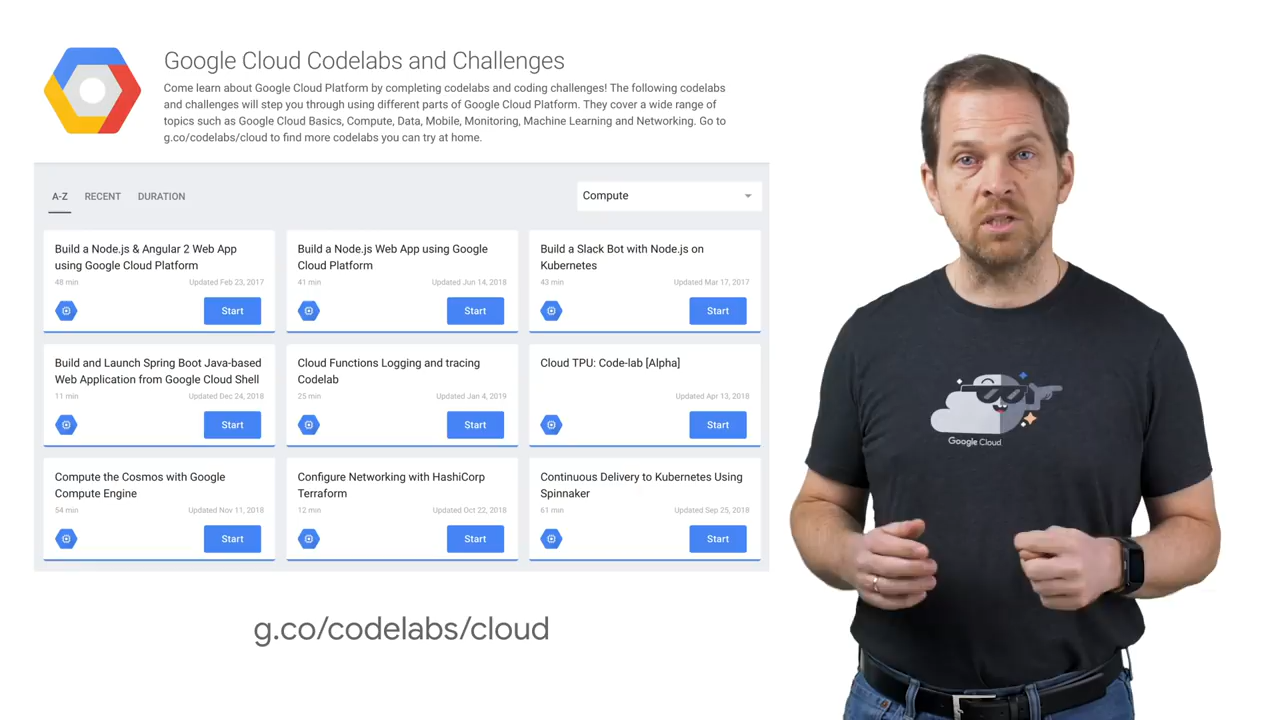 Google Cloud Codelabs and Challenges
Come learn about Google Cloud Platform by completing codelabs and coding challenges! The following codelabs
and challenges will step you through using different parts of Google Cloud Platform. They cover a wide range of
topics such as Google Cloud Basics, Compute, Data, Mobile, Monitoring, Machine Learning and Networking. Go to
g.co/codelabs/cloud to find more codelabs you can try at home.
A-Z RECENT DURATION
Compute
Build a Node.js & Angular 2 Web App
using Google Cloud Platform
48 min Updated Feb 23, 2017
Start
Build a Node.js Web App using Google
Cloud Platform
41 min Updated Jun 14, 2018
Start
Build a Slack Bot with Node.js on
Kubernetes
43 min Updated Mar 17, 2017
Start
Build and Launch Spring Boot Java-based
Web Application from Google Cloud Shell
11 min Updated Dec 24, 2018
Start
Cloud Functions Logging and tracing
Codelab
25 min Updated Jan 4, 2019
Start
Cloud TPU: Code-lab [Alpha]
Updated Apr 13, 2018
Start
Compute the Cosmos with Google
Compute Engine
54 min Updated Nov 11, 2018
Start
Configure Networking with HashiCorp
Terraform
12 min Updated Oct 22, 2018
Start
Continuous Delivery to Kubernetes Using
Spinnaker
61 min Updated Sep 25, 2018
Start
g.co/codelabs/cloud
Google Cloud